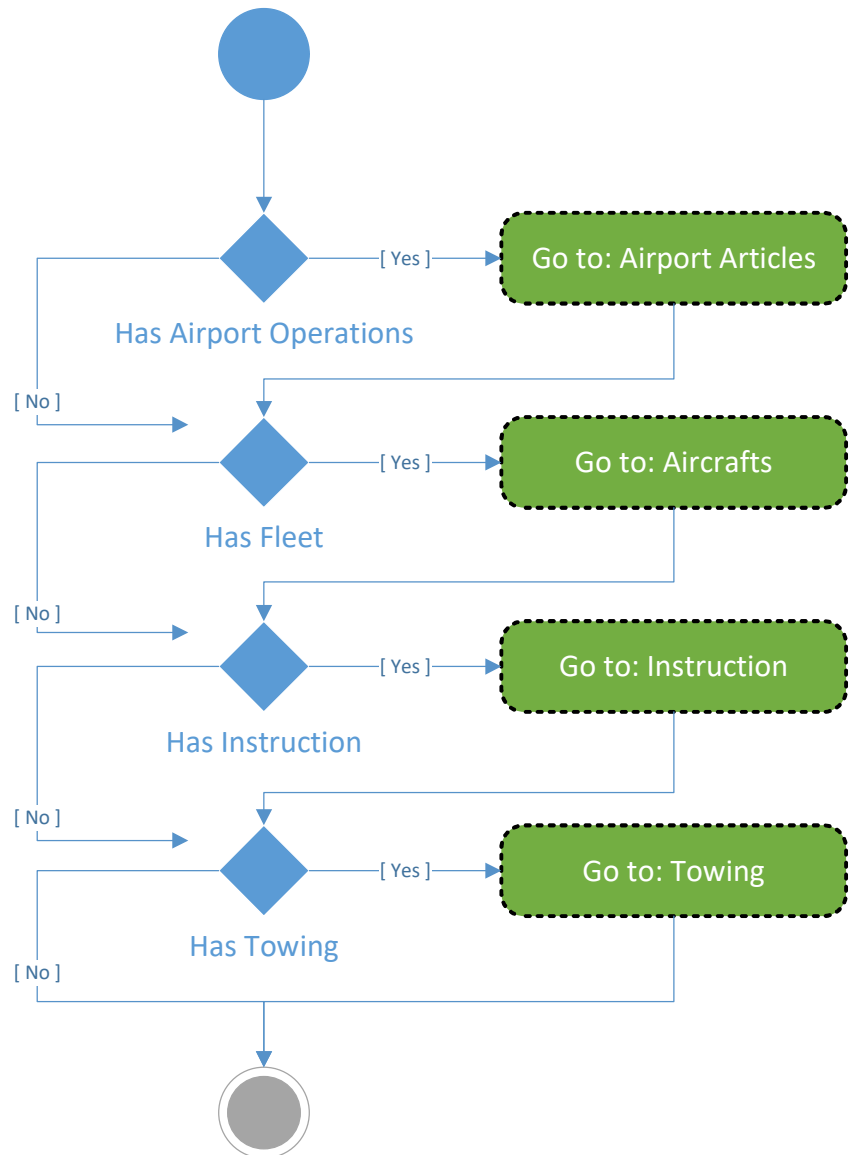 [ Yes ]
Go to: Airport Articles
Has Airport Operations
[ No ]
[ Yes ]
Go to: Aircrafts
Has Fleet
[ No ]
[ Yes ]
Go to: Instruction
Has Instruction
[ No ]
[ Yes ]
Go to: Towing
Has Towing
[ No ]